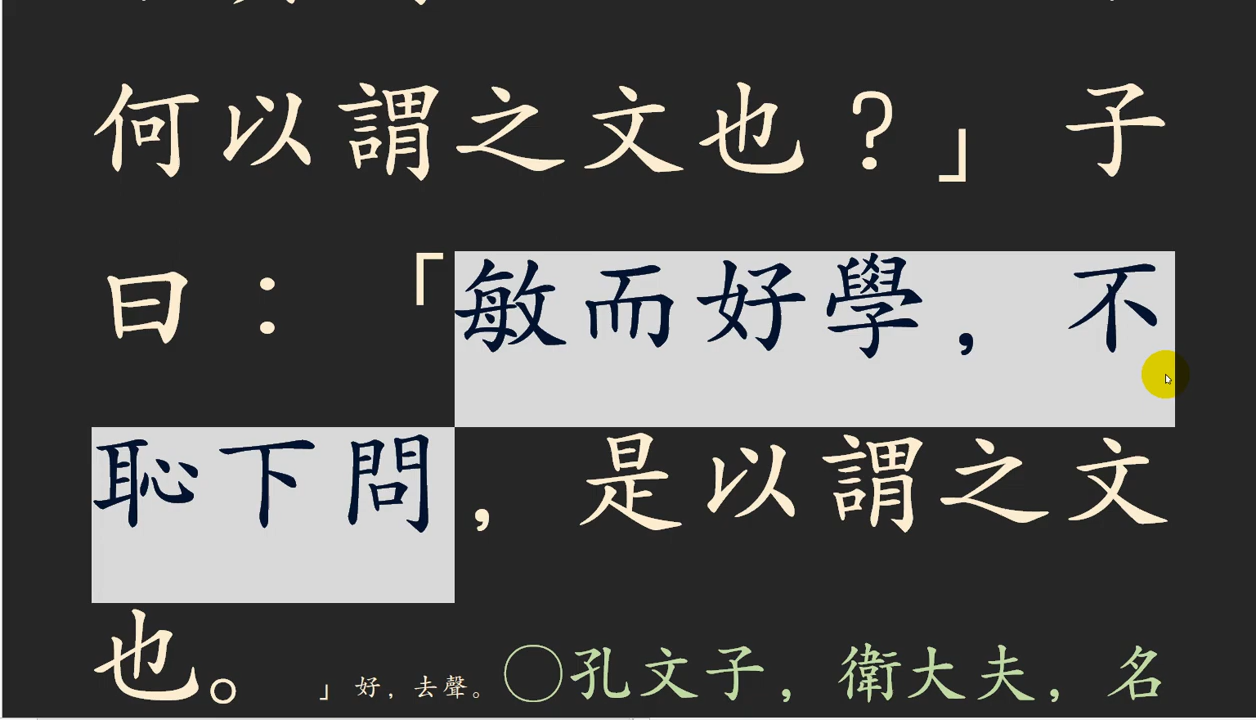 何以謂之文也？」子
曰：「敏而好學，不
恥下問，是以謂之文
也。」好，去聲。◯孔文子，衛大夫，名